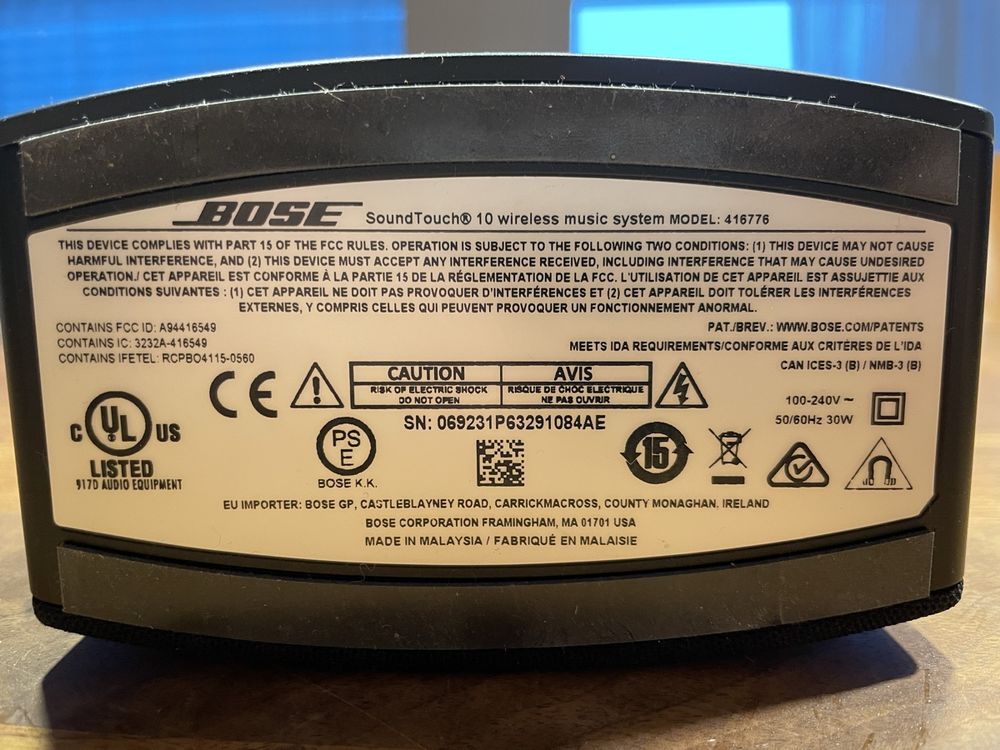 BOSE SoundTouch® 10 wireless music system MODEL: 416776
THIS DEVICE COMPLIES WITH PART 15 OF THE FCC RULES. OPERATION IS SUBJECT TO THE FOLLOWING TWO CONDITIONS: (1) THIS DEVICE MAY NOT CAUSE
HARMFUL INTERFERENCE, AND (2) THIS DEVICE MUST ACCEPT ANY INTERFERENCE RECEIVED, INCLUDING INTERFERENCE THAT MAY CAUSE UNDESIRED
OPERATION./ CET APPAREIL EST CONFORME À LA PARTIE 15 DE LA RÉGLEMENTATION DE LA FCC. L'UTILISATION DE CET APPAREIL EST ASSUJETTIE AUX
CONDITIONS SUIVANTES : (1) CET APPAREIL NE DOIT PAS PROVOQUER D'INTERFÉRENCES ET (2) CET APPAREIL DOIT TOLÉRER LES INTERFÉRENCES
EXTERNES, Y COMPRIS CELLES QUI PEUVENT PROVOQUER UN FONCTIONNEMENT ANORMAL.
CONTAINS FCC ID: A94416549
CONTAINS IC: 3232A-416549
CONTAINS IFETEL: RCPBO4115-0560
PAT./BREV.: WWW.BOSE.COM/PATENTS
MEETS IDA REQUIREMENTS/CONFORME AUX CRITÈRES DE L'IDA
CAN ICES-3 (B) / NMB-3 (B)
C UL US
LISTED
917D AUDIO EQUIPMENT
CE
CAUTION AVIS
RISK OF ELECTRIC SHOCK RISQUE DE CHOC ELECTRIQUE
DO NOT OPEN NE PAS OUVRIR
100-240V ~
50/60Hz 30W
SN: 069231P63291084AE
PS
E
BOSE K.K.
15
EU IMPORTER: BOSE GP, CASTLEBLAYNEY ROAD, CARRICKMACROSS, COUNTY MONAGHAN, IRELAND
BOSE CORPORATION FRAMINGHAM, MA 01701 USA
MADE IN MALAYSIA / FABRIQUÉ EN MALAISIE